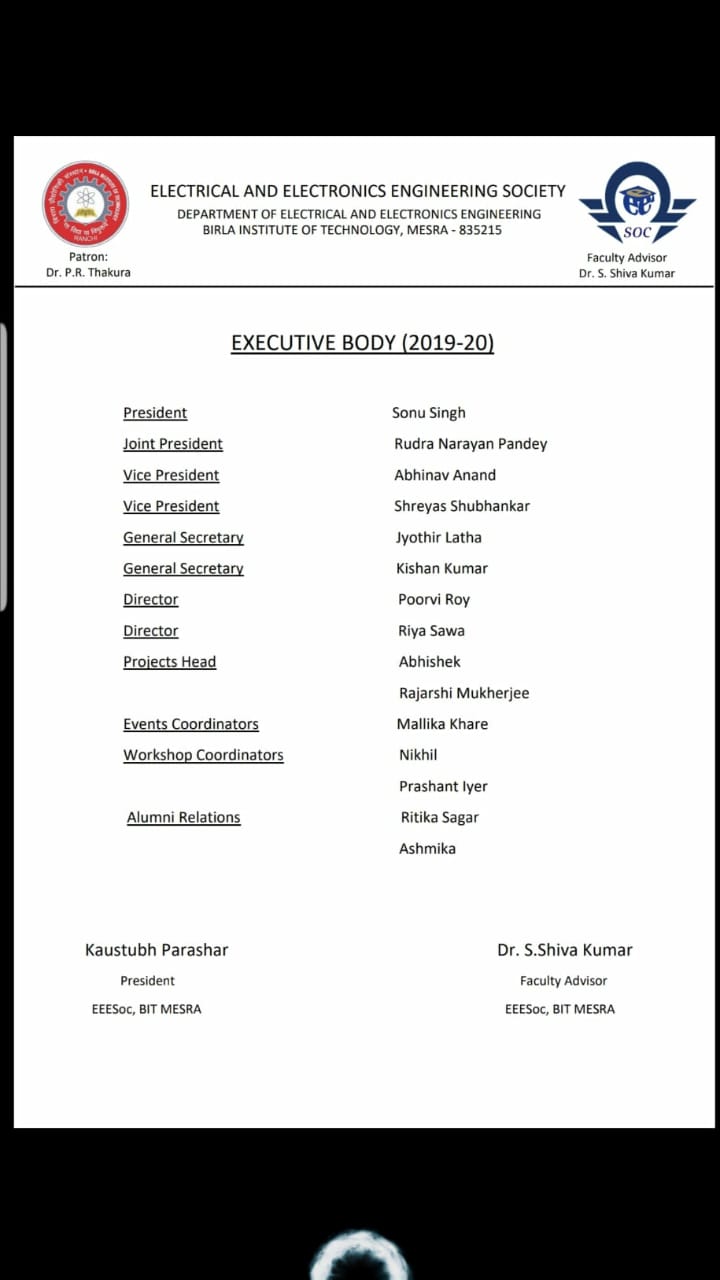 ELECTRICAL AND ELECTRONICS ENGINEERING SOCIETY
DEPARTMENT OF ELECTRICAL AND ELECTRONICS ENGINEERING
BIRLA INSTITUTE OF TECHNOLOGY, MESRA - 835215
RANCHI
Patron:
Dr. P.R. Thakura
ee
SOC
Faculty Advisor
Dr. S. Shiva Kumar
EXECUTIVE BODY (2019-20)
President Sonu Singh
Joint President Rudra Narayan Pandey
Vice President Abhinav Anand
Vice President Shreyas Shubhankar
General Secretary Jyothir Latha
General Secretary Kishan Kumar
Director Poorvi Roy
Director Riya Sawa
Projects Head Abhishek
Rajarshi Mukherjee
Events Coordinators Mallika Khare
Workshop Coordinators Nikhil
Prashant Iyer
Alumni Relations Ritika Sagar
Ashmika
Kaustubh Parashar
President
EEESoc, BIT MESRA
Dr. S.Shiva Kumar
Faculty Advisor
EEESoc, BIT MESRA